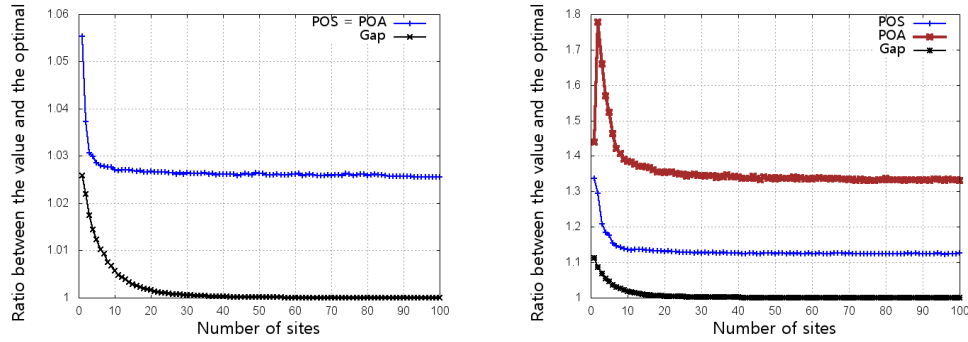 Ratio between the value and the optimal
1.06
1.05
1.04
1.03
1.02
1.01
1
0 10 20 30 40 50 60 70 80 90 100
Number of sites
POS = POA
Gap
Ratio between the value and the optimal
1.8
1.7
1.6
1.5
1.4
1.3
1.2
1.1
1
0 10 20 30 40 50 60 70 80 90 100
Number of sites
POS
POA
Gap